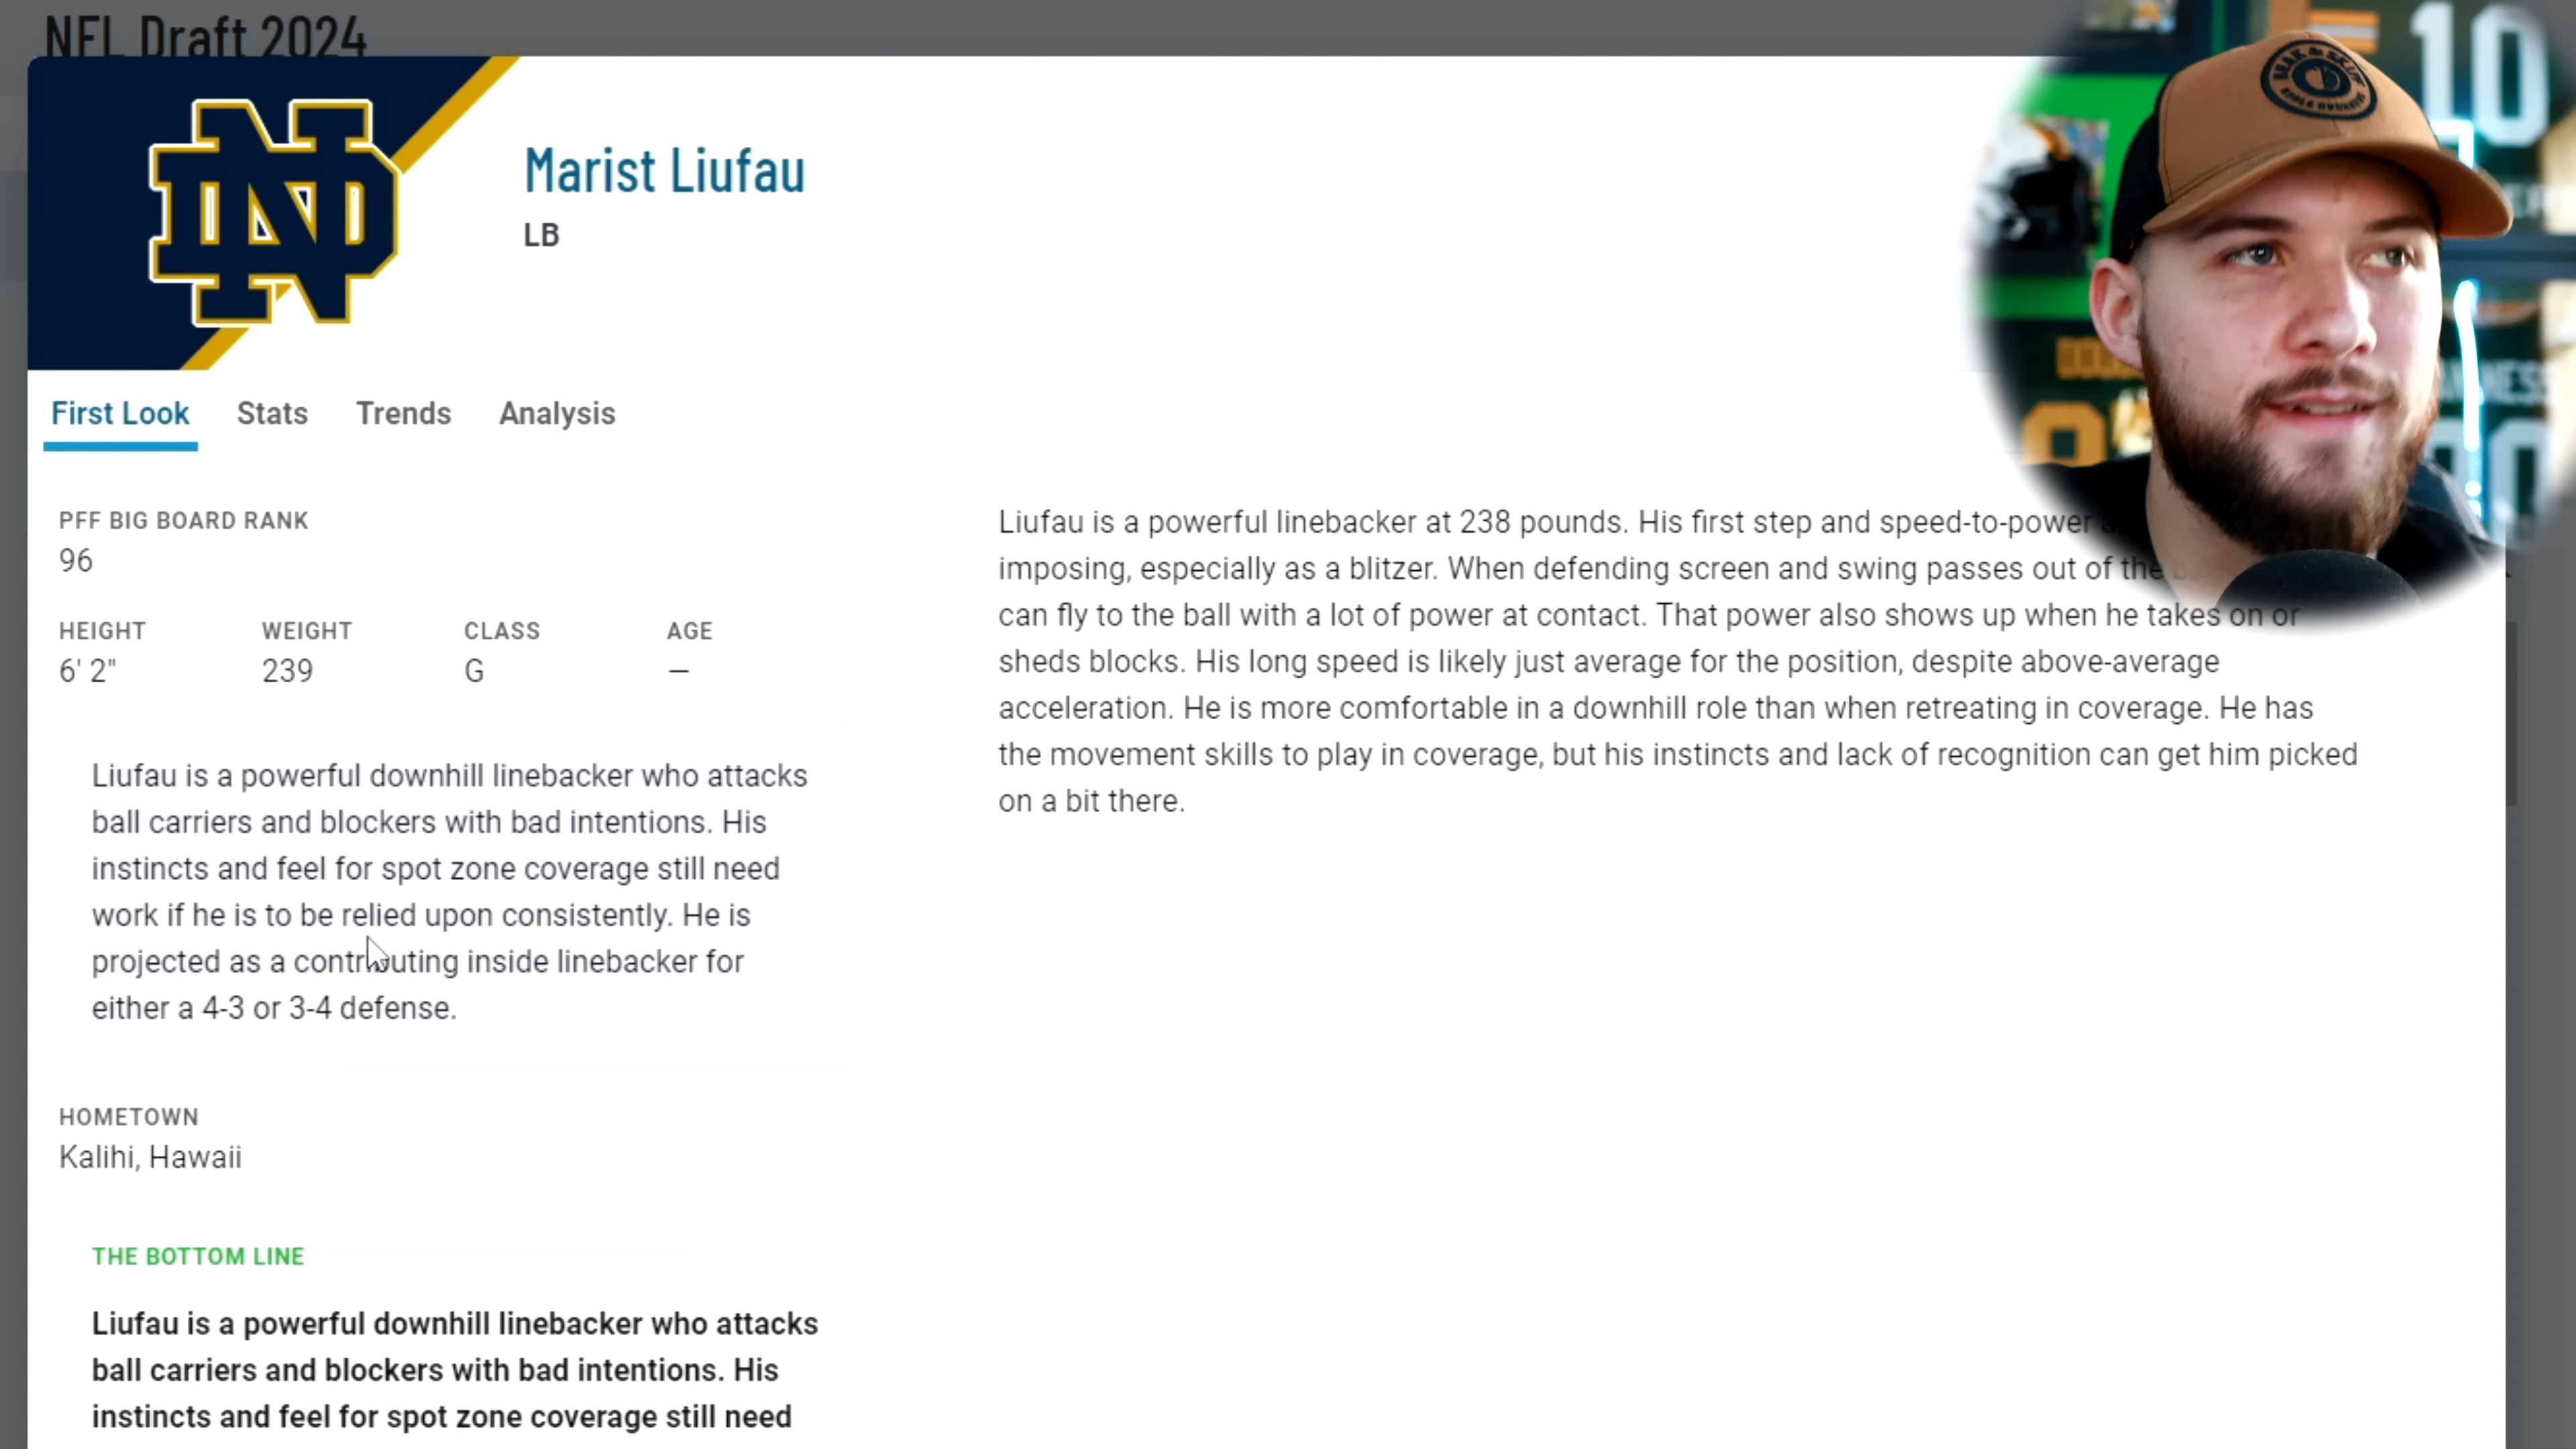 NFL Draft 2024
Marist Liufau
LB
First Look Stats Trends Analysis
PFF BIG BOARD RANK
96
HEIGHT WEIGHT CLASS AGE
6' 2" 239 G –
Liufau is a powerful downhill linebacker who attacks
ball carriers and blockers with bad intentions. His
instincts and feel for spot zone coverage still need
work if he is to be relied upon consistently. He is
projected as a contributing inside linebacker for
either a 4-3 or 3-4 defense.
HOMETOWN
Kalihi, Hawaii
THE BOTTOM LINE
Liufau is a powerful downhill linebacker who attacks
ball carriers and blockers with bad intentions. His
instincts and feel for spot zone coverage still need
Liufau is a powerful linebacker at 238 pounds. His first step and speed-to-power
imposing, especially as a blitzer. When defending screen and swing passes out of the
can fly to the ball with a lot of power at contact. That power also shows up when he takes on or
sheds blocks. His long speed is likely just average for the position, despite above-average
acceleration. He is more comfortable in a downhill role than when retreating in coverage. He has
the movement skills to play in coverage, but his instincts and lack of recognition can get him picked
on a bit there.
10